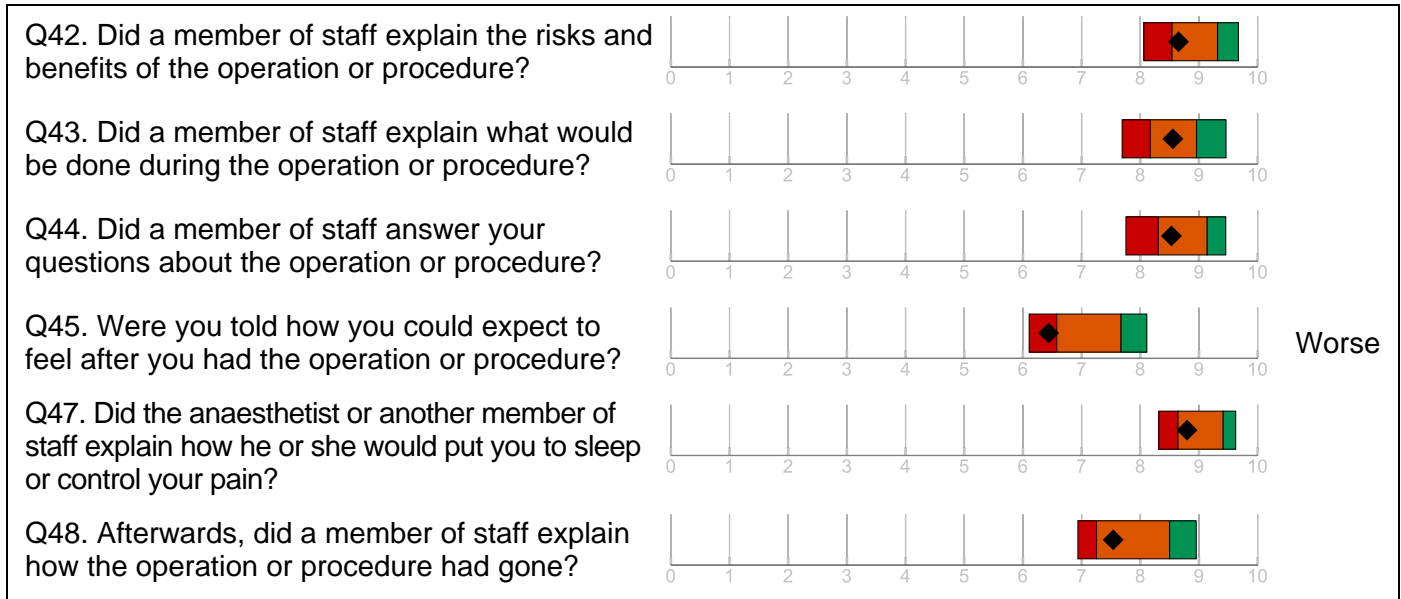 Q42. Did a member of staff explain the risks and
benefits of the operation or procedure?
0 1 2 3 4 5 6 7 8 9 10
Q43. Did a member of staff explain what would
be done during the operation or procedure?
0 1 2 3 4 5 6 7 8 9 10
Q44. Did a member of staff answer your
questions about the operation or procedure?
0 1 2 3 4 5 6 7 8 9 10
Q45. Were you told how you could expect to
feel after you had the operation or procedure?
Worse
0 1 2 3 4 5 6 7 8 9 10
Q47. Did the anaesthetist or another member of
staff explain how he or she would put you to sleep
or control your pain?
0 1 2 3 4 5 6 7 8 9 10
Q48. Afterwards, did a member of staff explain
how the operation or procedure had gone?
0 1 2 3 4 5 6 7 8 9 10